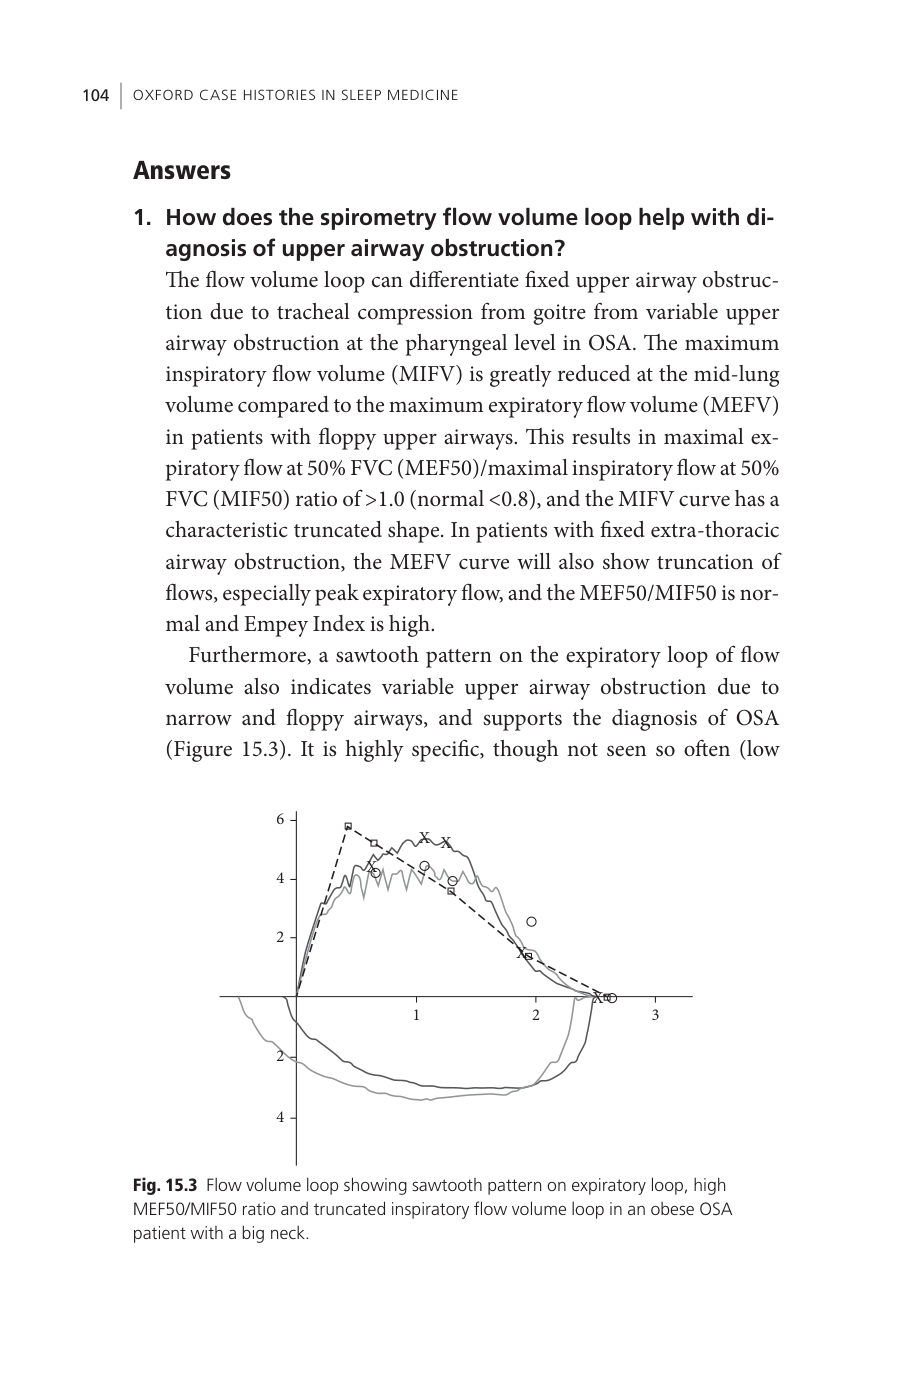 104 OXFORD CASE HISTORIES IN SLEEP MEDICINE
Answers
1. How does the spirometry flow volume loop help with di-
agnosis of upper airway obstruction?
The flow volume loop can differentiate fixed upper airway obstruc-
tion due to tracheal compression from goitre from variable upper
airway obstruction at the pharyngeal level in OSA. The maximum
inspiratory flow volume (MIFV) is greatly reduced at the mid-lung
volume compared to the maximum expiratory flow volume (MEFV)
in patients with floppy upper airways. This results in maximal ex-
piratory flow at 50% FVC (MEF50)/maximal inspiratory flow at 50%
FVC (MIF50) ratio of >1.0 (normal <0.8), and the MIFV curve has a
characteristic truncated shape. In patients with fixed extra-thoracic
airway obstruction, the MEFV curve will also show truncation of
flows, especially peak expiratory flow, and the MEF50/MIF50 is nor-
mal and Empey Index is high.
Furthermore, a sawtooth pattern on the expiratory loop of flow
volume also indicates variable upper airway obstruction due to
narrow and floppy airways, and supports the diagnosis of OSA
(Figure 15.3). It is highly specific, though not seen so often (low
6
4
2
1 2 3
2
4
Fig. 15.3 Flow volume loop showing sawtooth pattern on expiratory loop, high
MEF50/MIF50 ratio and truncated inspiratory flow volume loop in an obese OSA
patient with a big neck.